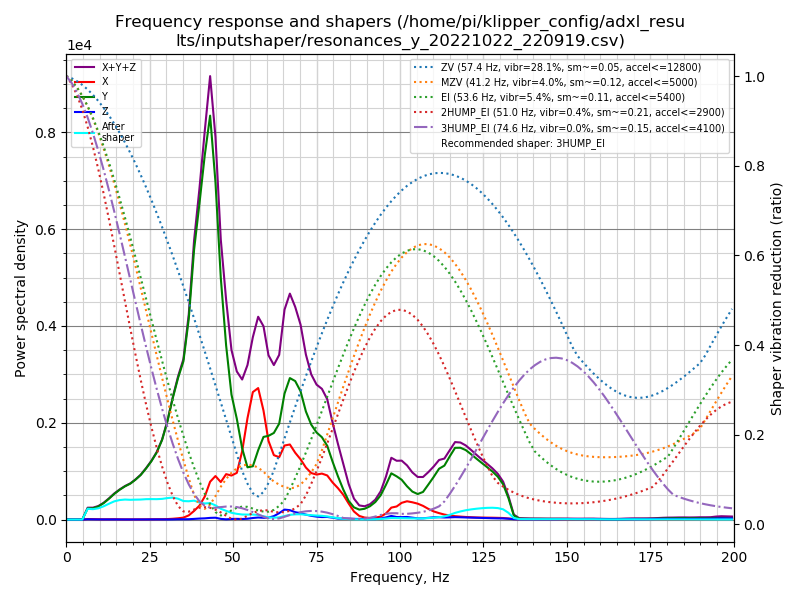 Frequency response and shapers (/home/pi/klipper_config/adxl_resu
lts/inputshaper/resonances_y_20221022_220919.csv)
1e4
X+Y+Z
X
Y
Z
After
shaper
ZV (57.4 Hz, vibr=28.1%, sm~=0.05, accel<=12800)
MZV (41.2 Hz, vibr=4.0%, sm~=0.12, accel<=5000)
EI (53.6 Hz, vibr=5.4%, sm~=0.11, accel<=5400)
2HUMP_EI (51.0 Hz, vibr=0.4%, sm~=0.21, accel<=2900)
3HUMP_EI (74.6 Hz, vibr=0.0%, sm~=0.15, accel<=4100)
Recommended shaper: 3HUMP_EI
Power spectral density
0.8
0.6
0.4
0.2
0.0
0 25 50 75 100 125 150 175 200
Frequency, Hz
1.0
0.8
0.6
0.4
0.2
0.0
Shaper vibration reduction (ratio)